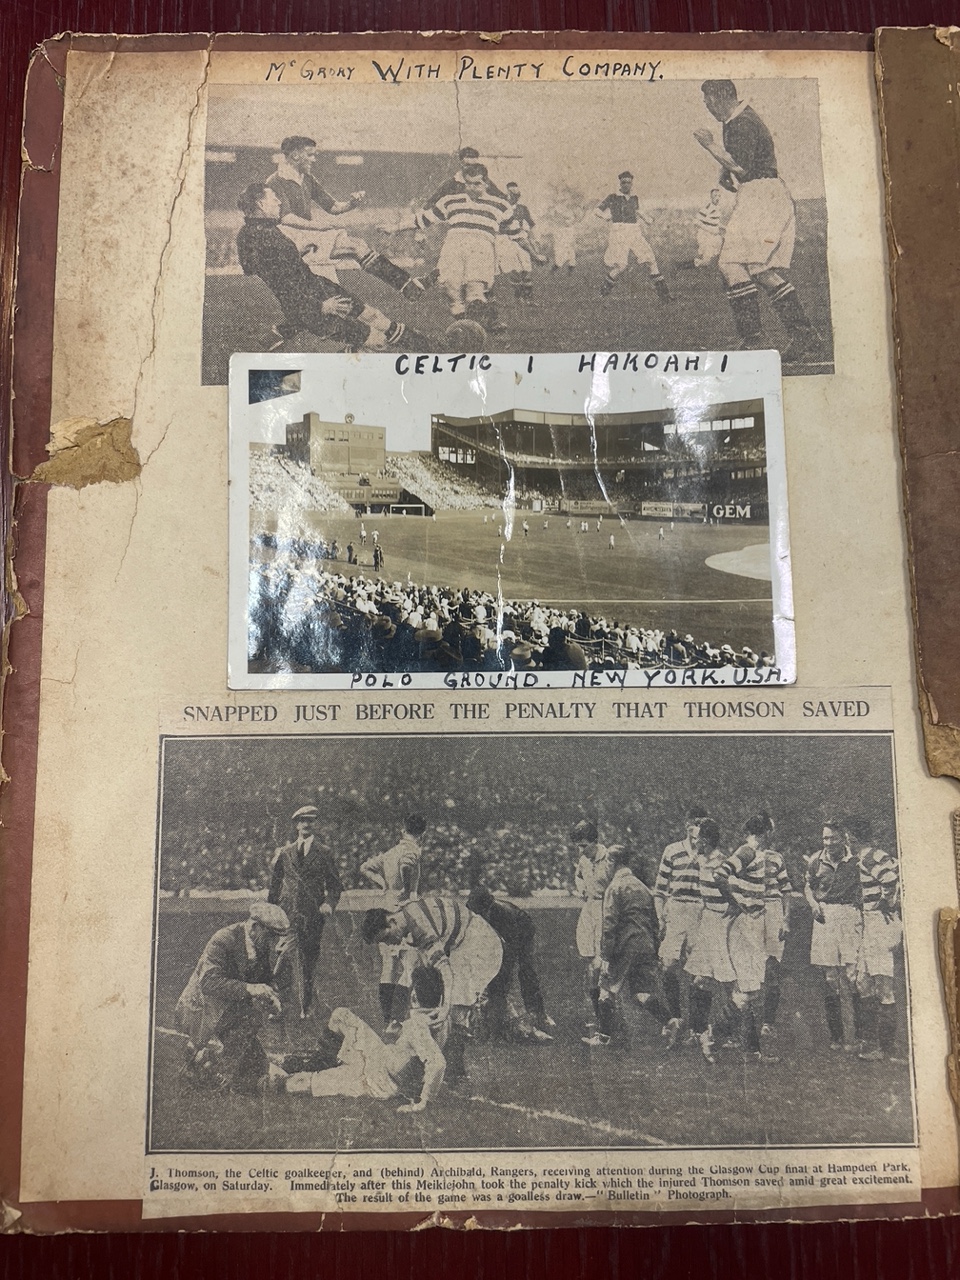 McGrory With Plenty Company.
CELTIC 1 HAKOAH 1
GEM
POLO GROUND. NEW YORK. U.S.A.
SNAPPED JUST BEFORE THE PENALTY THAT THOMSON SAVED
J. Thomson, the Celtic goalkeeper, and (behind) Archibald, Rangers, receiving attention during the Glasgow Cup final at Hampden Park,
Glasgow, on Saturday. Immediately after this Meiklejohn took the penalty kick which the injured Thomson saved amid great excitement.
The result of the game was a goalless draw.—"Bulletin" Photograph.